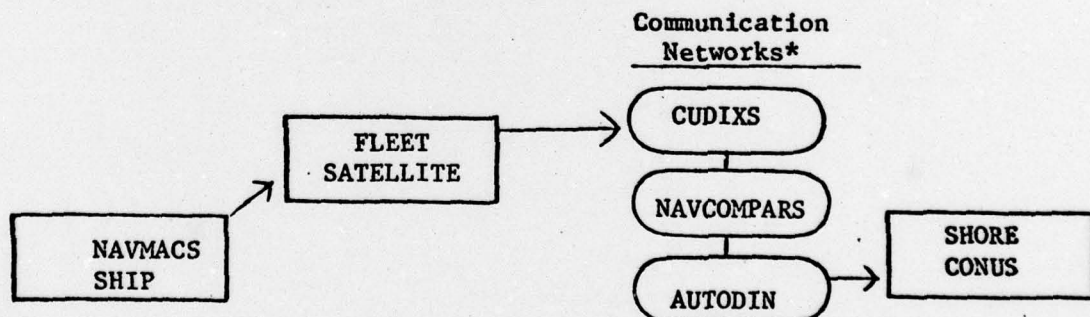 Communication
Networks*
CUDIXS
FLEET
SATELLITE
NAVCOMPARS
NAVMACS
SHIP
SHORE
CONUS
AUTODIN